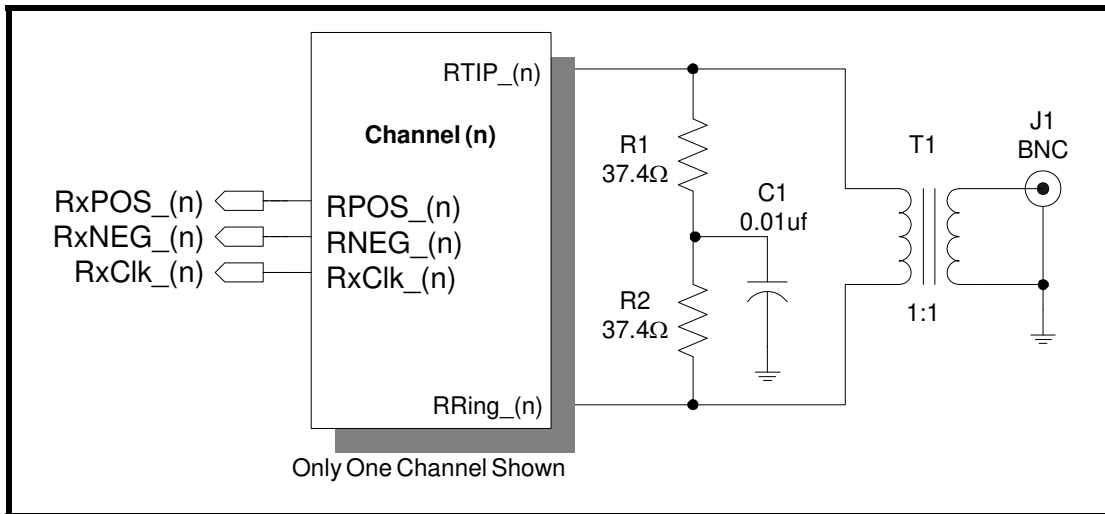 RTIP_(n)
Channel (n)
RxPOS_(n)
RPOS_(n)
RxNEG_(n)
RNEG_(n)
RxClk_(n)
RxClk_(n)
RRing_(n)
Only One Channel Shown
R1
37.4Ω
C1
0.01uf
R2
37.4Ω
T1
1:1
J1
BNC